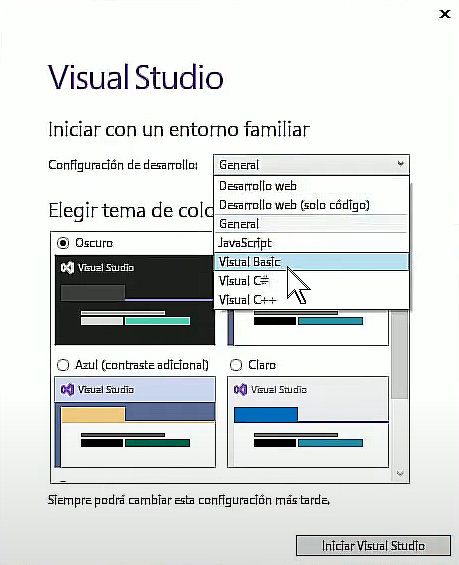 Visual Studio
Iniciar con un entorno familiar
Configuración de desarrollo: General
Desarrollo web
Desarrollo web (solo código)
General
JavaScript
Visual Basic
Visual C#
Visual C++
Elegir tema de colo
Oscuro
Visual Studio
Azul (contraste adicional)
Claro
Visual Studio
Visual Studio
Siempre podrá cambiar esta configuración más tarde.
Iniciar Visual Studio